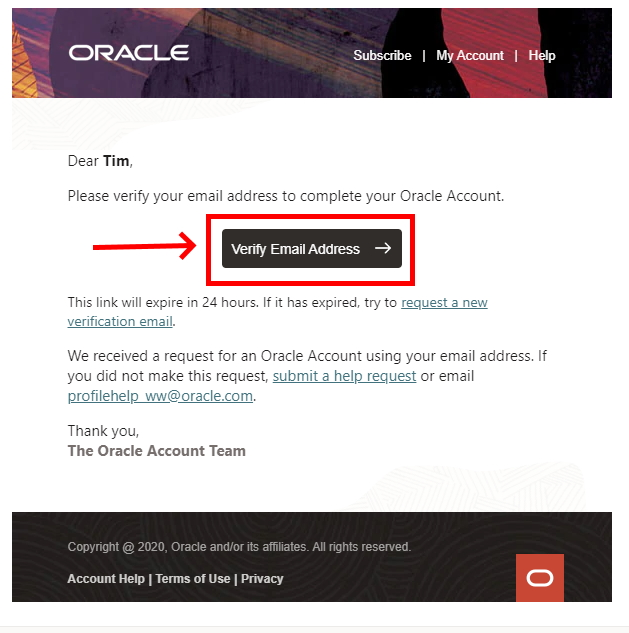 ORACLE
Subscribe | My Account | Help
Dear Tim,
Please verify your email address to complete your Oracle Account.
Verify Email Address
This link will expire in 24 hours. If it has expired, try to request a new
verification email.
We received a request for an Oracle Account using your email address. If
you did not make this request, submit a help request or email
profilehelp_ww@oracle.com.
Thank you,
The Oracle Account Team
Copyright @ 2020, Oracle and/or its affiliates. All rights reserved.
Account Help | Terms of Use | Privacy